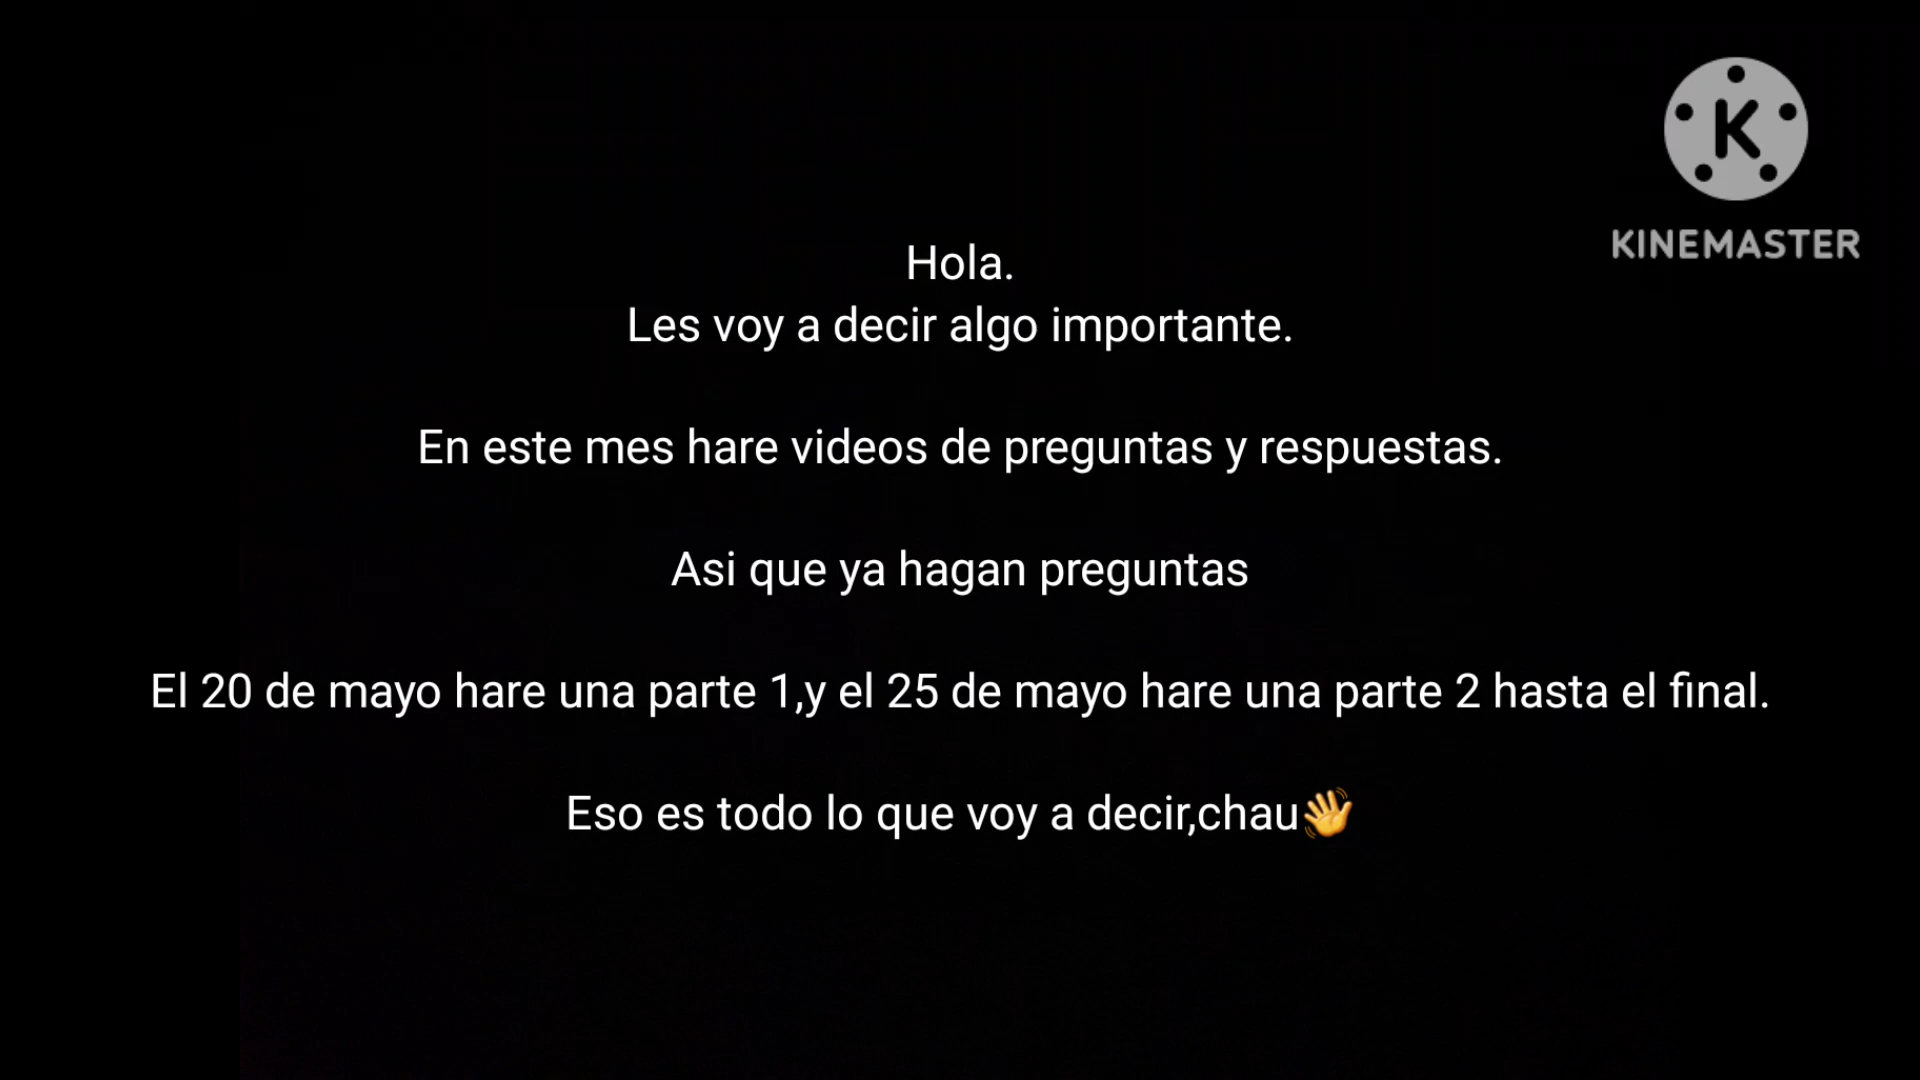 K
KINEMASTER
Hola.
Les voy a decir algo importante.
En este mes hare videos de preguntas y respuestas.
Asi que ya hagan preguntas
El 20 de mayo hare una parte 1,y el 25 de mayo hare una parte 2 hasta el final.
Eso es todo lo que voy a decir,chau👋